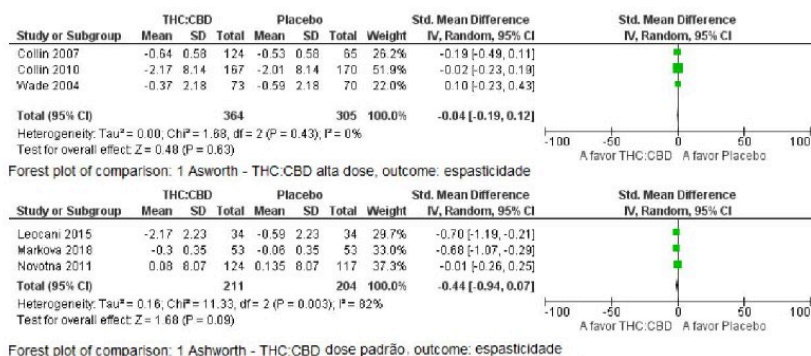 THC:CBD Placebo Std. Mean Difference Std. Mean Difference
Study or Subgroup Mean SD Total Mean SD Total Weight IV, Random, 95% CI IV, Random, 95% CI
Collin 2007 -0.64 0.58 124 -0.53 0.58 65 26.2% -0.19 [-0.49, 0.11]
Collin 2010 -2.17 8.14 167 -2.01 8.14 170 51.9% -0.02 [-0.23, 0.19]
Wade 2004 -0.37 2.18 73 -0.59 2.18 70 22.0% 0.10 [-0.23, 0.43]
Total (95% CI) 364 305 100.0% -0.04 [-0.19, 0.12]
Heterogeneity: Tau² = 0.00; Chi² = 1.68, df = 2 (P = 0.43); I² = 0%
Test for overall effect: Z = 0.48 (P = 0.63)
-100 -50 0 50 100
A favor THC:CBD A favor Placebo
Forest plot of comparison: 1 Asworth - THC:CBD alta dose, outcome: espasticidade
THC:CBD Placebo Std. Mean Difference Std. Mean Difference
Study or Subgroup Mean SD Total Mean SD Total Weight IV, Random, 95% CI IV, Random, 95% CI
Leocani 2015 -2.17 2.23 34 -0.59 2.23 34 29.7% -0.70 [-1.19, -0.21]
Markova 2018 -0.3 0.35 53 -0.06 0.35 53 33.0% -0.68 [-1.07, -0.29]
Novotna 2011 0.08 8.07 124 0.135 8.07 117 37.3% -0.01 [-0.26, 0.25]
Total (95% CI) 211 204 100.0% -0.44 [-0.94, 0.07]
Heterogeneity: Tau² = 0.16; Chi² = 11.33, df = 2 (P = 0.003); I² = 82%
Test for overall effect: Z = 1.68 (P = 0.09)
-100 -50 0 50 100
A favor THC:CBD A favor Placebo
Forest plot of comparison: 1 Ashworth - THC:CBD dose padrão, outcome: espasticidade